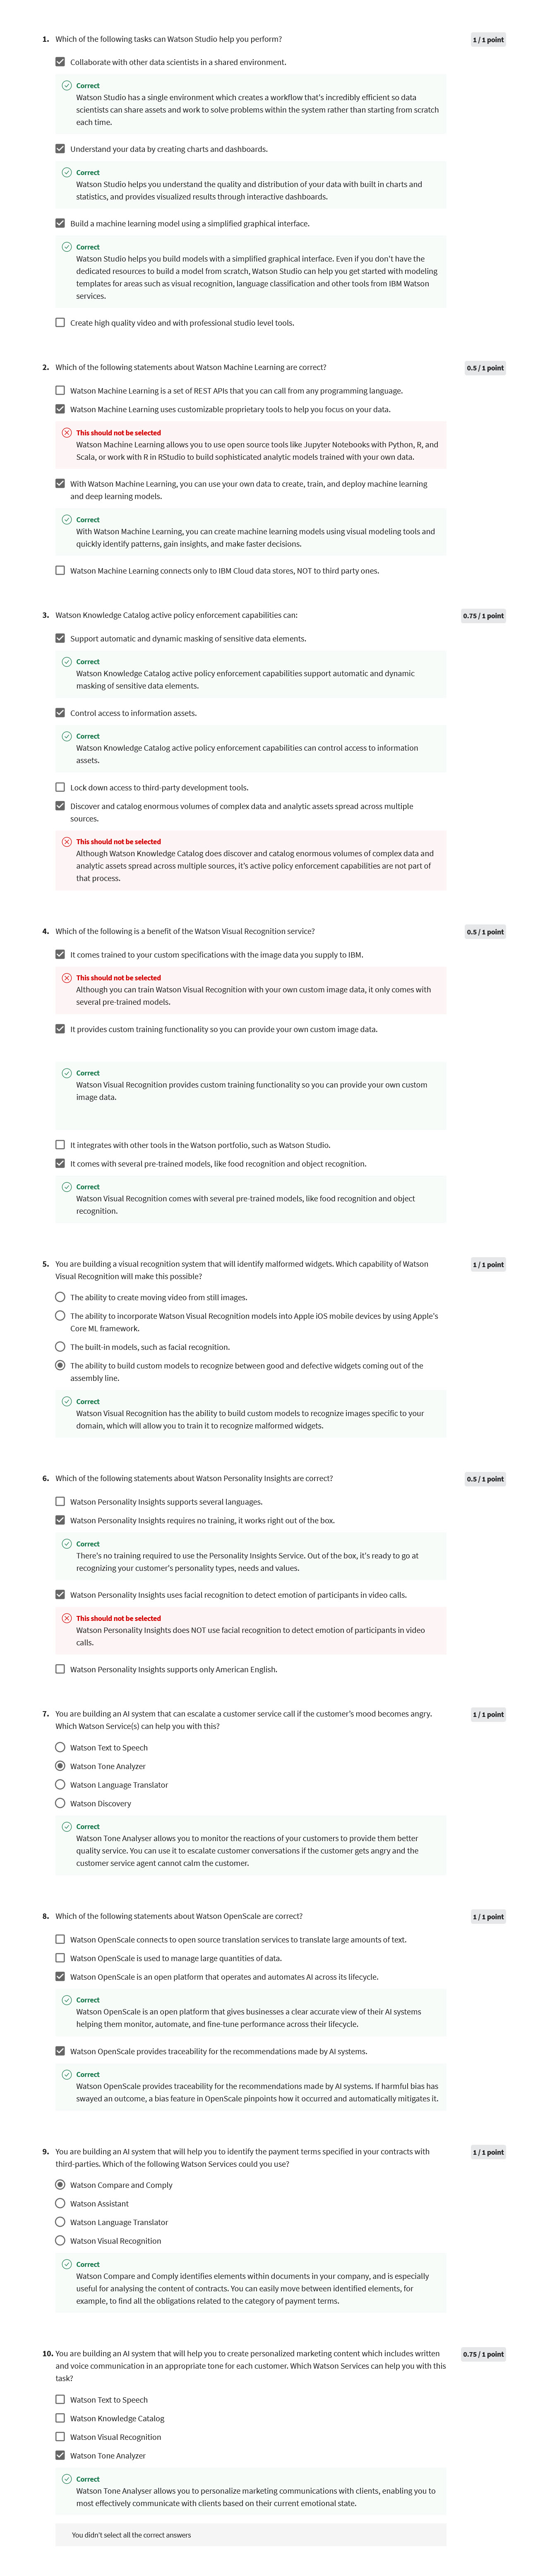 1. Which of the following tasks can Watson Studio help you perform?
1 / 1 point
Collaborate with other data scientists in a shared environment.
Correct
Watson Studio has a single environment which creates a workflow that's incredibly efficient so data
scientists can share assets and work to solve problems within the system rather than starting from scratch
each time.
Understand your data by creating charts and dashboards.
Correct
Watson Studio helps you understand the quality and distribution of your data with built in charts and
statistics, and provides visualized results through interactive dashboards.
Build a machine learning model using a simplified graphical interface.
Correct
Watson Studio helps you build models with a simplified graphical interface. Even if you don't have the
dedicated resources to build a model from scratch, Watson Studio can help you get started with modeling
templates for areas such as visual recognition, language classification and other tools from IBM Watson
services.
Create high quality video and with professional studio level tools.
2. Which of the following statements about Watson Machine Learning are correct?
0.5 / 1 point
Watson Machine Learning is a set of REST APIs that you can call from any programming language.
Watson Machine Learning uses customizable proprietary tools to help you focus on your data.
This should not be selected
Watson Machine Learning allows you to use open source tools like Jupyter Notebooks with Python, R, and
Scala, or work with R in RStudio to build sophisticated analytic models trained with your own data.
With Watson Machine Learning, you can use your own data to create, train, and deploy machine learning
and deep learning models.
Correct
With Watson Machine Learning, you can create machine learning models using visual modeling tools and
quickly identify patterns, gain insights, and make faster decisions.
Watson Machine Learning connects only to IBM Cloud data stores, NOT to third party ones.
3. Watson Knowledge Catalog active policy enforcement capabilities can:
0.75 / 1 point
Support automatic and dynamic masking of sensitive data elements.
Correct
Watson Knowledge Catalog active policy enforcement capabilities support automatic and dynamic
masking of sensitive data elements.
Control access to information assets.
Correct
Watson Knowledge Catalog active policy enforcement capabilities can control access to information
assets.
Lock down access to third-party development tools.
Discover and catalog enormous volumes of complex data and analytic assets spread across multiple
sources.
This should not be selected
Although Watson Knowledge Catalog does discover and catalog enormous volumes of complex data and
analytic assets spread across multiple sources, it's active policy enforcement capabilities are not part of
that process.
4. Which of the following is a benefit of the Watson Visual Recognition service?
0.5 / 1 point
It comes trained to your custom specifications with the image data you supply to IBM.
This should not be selected
Although you can train Watson Visual Recognition with your own custom image data, it only comes with
several pre-trained models.
It provides custom training functionality so you can provide your own custom image data.
Correct
Watson Visual Recognition provides custom training functionality so you can provide your own custom
image data.
It integrates with other tools in the Watson portfolio, such as Watson Studio.
It comes with several pre-trained models, like food recognition and object recognition.
Correct
Watson Visual Recognition comes with several pre-trained models, like food recognition and object
recognition.
5. You are building a visual recognition system that will identify malformed widgets. Which capability of Watson
Visual Recognition will make this possible?
1 / 1 point
The ability to create moving video from still images.
The ability to incorporate Watson Visual Recognition models into Apple iOS mobile devices by using Apple's
Core ML framework.
The built-in models, such as facial recognition.
The ability to build custom models to recognize between good and defective widgets coming out of the
assembly line.
Correct
Watson Visual Recognition has the ability to build custom models to recognize images specific to your
domain, which will allow you to train it to recognize malformed widgets.
6. Which of the following statements about Watson Personality Insights are correct?
0.5 / 1 point
Watson Personality Insights supports several languages.
Watson Personality Insights requires no training, it works right out of the box.
Correct
There's no training required to use the Personality Insights Service. Out of the box, it's ready to go at
recognizing your customer's personality types, needs and values.
Watson Personality Insights uses facial recognition to detect emotion of participants in video calls.
This should not be selected
Watson Personality Insights does NOT use facial recognition to detect emotion of participants in video
calls.
Watson Personality Insights supports only American English.
7. You are building an AI system that can escalate a customer service call if the customer's mood becomes angry.
Which Watson Service(s) can help you with this?
1 / 1 point
Watson Text to Speech
Watson Tone Analyzer
Watson Language Translator
Watson Discovery
Correct
Watson Tone Analyser allows you to monitor the reactions of your customers to provide them better
quality service. You can use it to escalate customer conversations if the customer gets angry and the
customer service agent cannot calm the customer.
8. Which of the following statements about Watson OpenScale are correct?
1 / 1 point
Watson OpenScale connects to open source translation services to translate large amounts of text.
Watson OpenScale is used to manage large quantities of data.
Watson OpenScale is an open platform that operates and automates AI across its lifecycle.
Correct
Watson OpenScale is an open platform that gives businesses a clear accurate view of their AI systems
helping them monitor, automate, and fine-tune performance across their lifecycle.
Watson OpenScale provides traceability for the recommendations made by AI systems.
Correct
Watson OpenScale provides traceability for the recommendations made by AI systems. If harmful bias has
swayed an outcome, a bias feature in OpenScale pinpoints how it occurred and automatically mitigates it.
9. You are building an AI system that will help you to identify the payment terms specified in your contracts with
third-parties. Which of the following Watson Services could you use?
1 / 1 point
Watson Compare and Comply
Watson Assistant
Watson Language Translator
Watson Visual Recognition
Correct
Watson Compare and Comply identifies elements within documents in your company, and is especially
useful for analysing the content of contracts. You can easily move between identified elements, for
example, to find all the obligations related to the category of payment terms.
10. You are building an AI system that will help you to create personalized marketing content which includes written
and voice communication in an appropriate tone for each customer. Which Watson Services can help you with this
task?
0.75 / 1 point
Watson Text to Speech
Watson Knowledge Catalog
Watson Visual Recognition
Watson Tone Analyzer
Correct
Watson Tone Analyser allows you to personalize marketing communications with clients, enabling you to
most effectively communicate with clients based on their current emotional state.
You didn't select all the correct answers